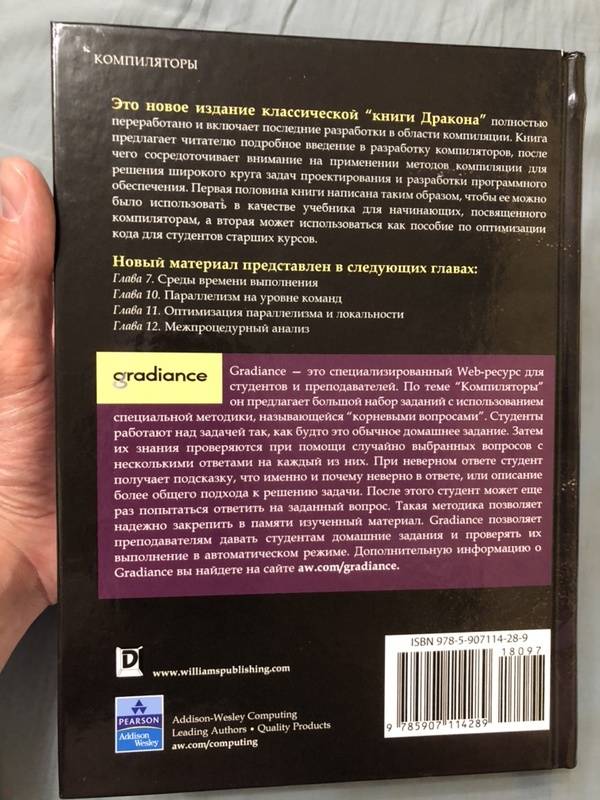 КОМПИЛЯТОРЫ
Это новое издание классической “книги Дракона” полностью
переработано и включает последние разработки в области компиляции. Книга
предлагает читателю подробное введение в разработку компиляторов, после
чего сосредоточивает внимание на применении методов компиляции для
решения широкого круга задач проектирования и разработки программного
обеспечения. Первая половина книги написана таким образом, чтобы ее можно
было использовать в качестве учебника для начинающих, посвященного
компиляторам, а вторая может использоваться как пособие по оптимизации
кода для студентов старших курсов.
Новый материал представлен в следующих главах:
Глава 7. Среды времени выполнения
Глава 10. Параллелизм на уровне команд
Глава 11. Оптимизация параллелизма и локальности
Глава 12. Межпроцедурный анализ
gradiance
Gradiance — это специализированный Web-ресурс для
студентов и преподавателей. По теме “Компиляторы”
он предлагает большой набор заданий с использованием
специальной методики, называющейся “корневыми вопросами”. Студенты
работают над задачей так, как будто это обычное домашнее задание. Затем
их знания проверяются при помощи случайно выбранных вопросов с
несколькими ответами на каждый из них. При неверном ответе студент
получает подсказку, что именно и почему неверно в ответе, или описание
более общего подхода к решению задачи. После этого студент может еще
раз попытаться ответить на заданный вопрос. Такая методика позволяет
надежно закрепить в памяти изученный материал. Gradiance позволяет
преподавателям давать студентам домашние задания и проверять их
выполнение в автоматическом режиме. Дополнительную информацию о
Gradiance вы найдете на сайте aw.com/gradiance.
ISBN 978-5-907114-28-9
18097
9 785907 114289
Д
www.williamspublishing.com
PEARSON
Addison
Wesley
Addison-Wesley Computing
Leading Authors • Quality Products
aw.com/computing